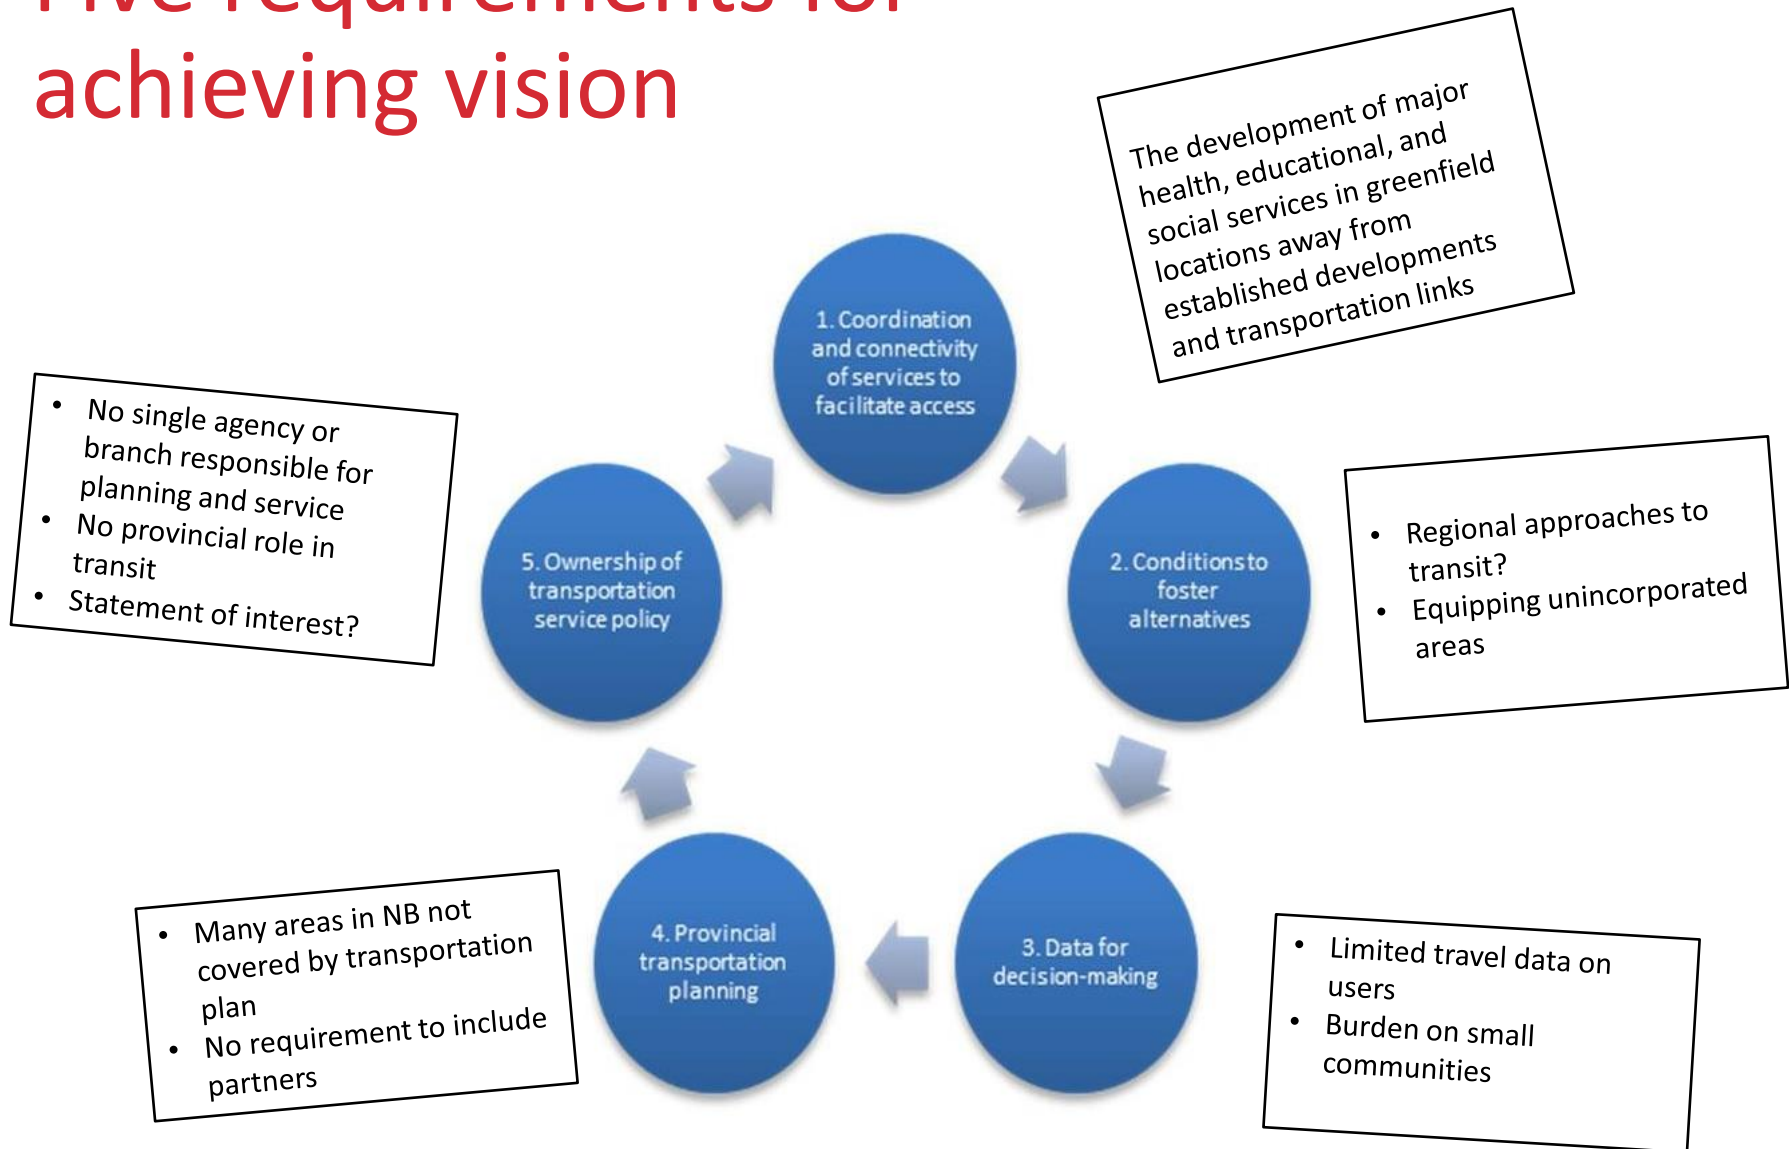 Five requirements for
achieving vision
The development of major
health, educational, and
social services in greenfield
locations away from
established developments
and transportation links
1. Coordination
and connectivity
of services to
facilitate access
• No single agency or
branch responsible for
planning and service
• No provincial role in
transit
• Statement of interest?
5. Ownership of
transportation
service policy
2. Conditions to
foster
alternatives
• Regional approaches to
transit?
• Equipping unincorporated
areas
• Many areas in NB not
covered by transportation
plan
• No requirement to include
partners
4. Provincial
transportation
planning
3. Data for
decision-making
• Limited travel data on
users
• Burden on small
communities